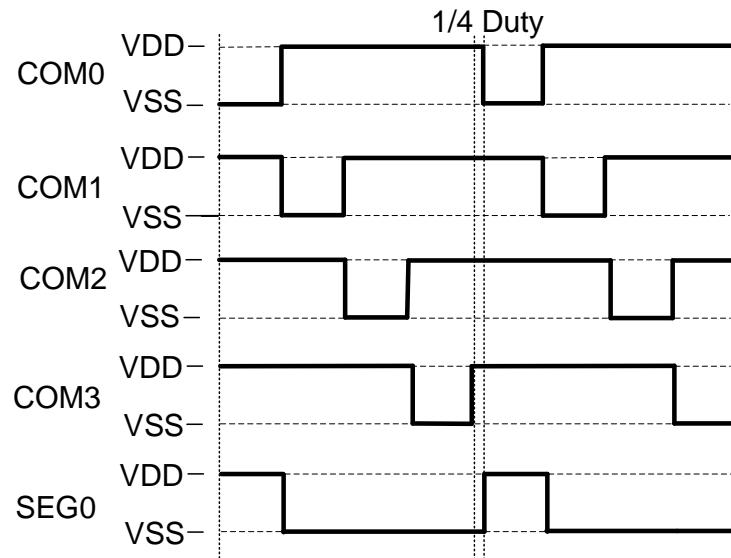 1/4 Duty
VDD
COM0
VSS
VDD
COM1
VSS
VDD
COM2
VSS
VDD
COM3
VSS
VDD
SEG0
VSS